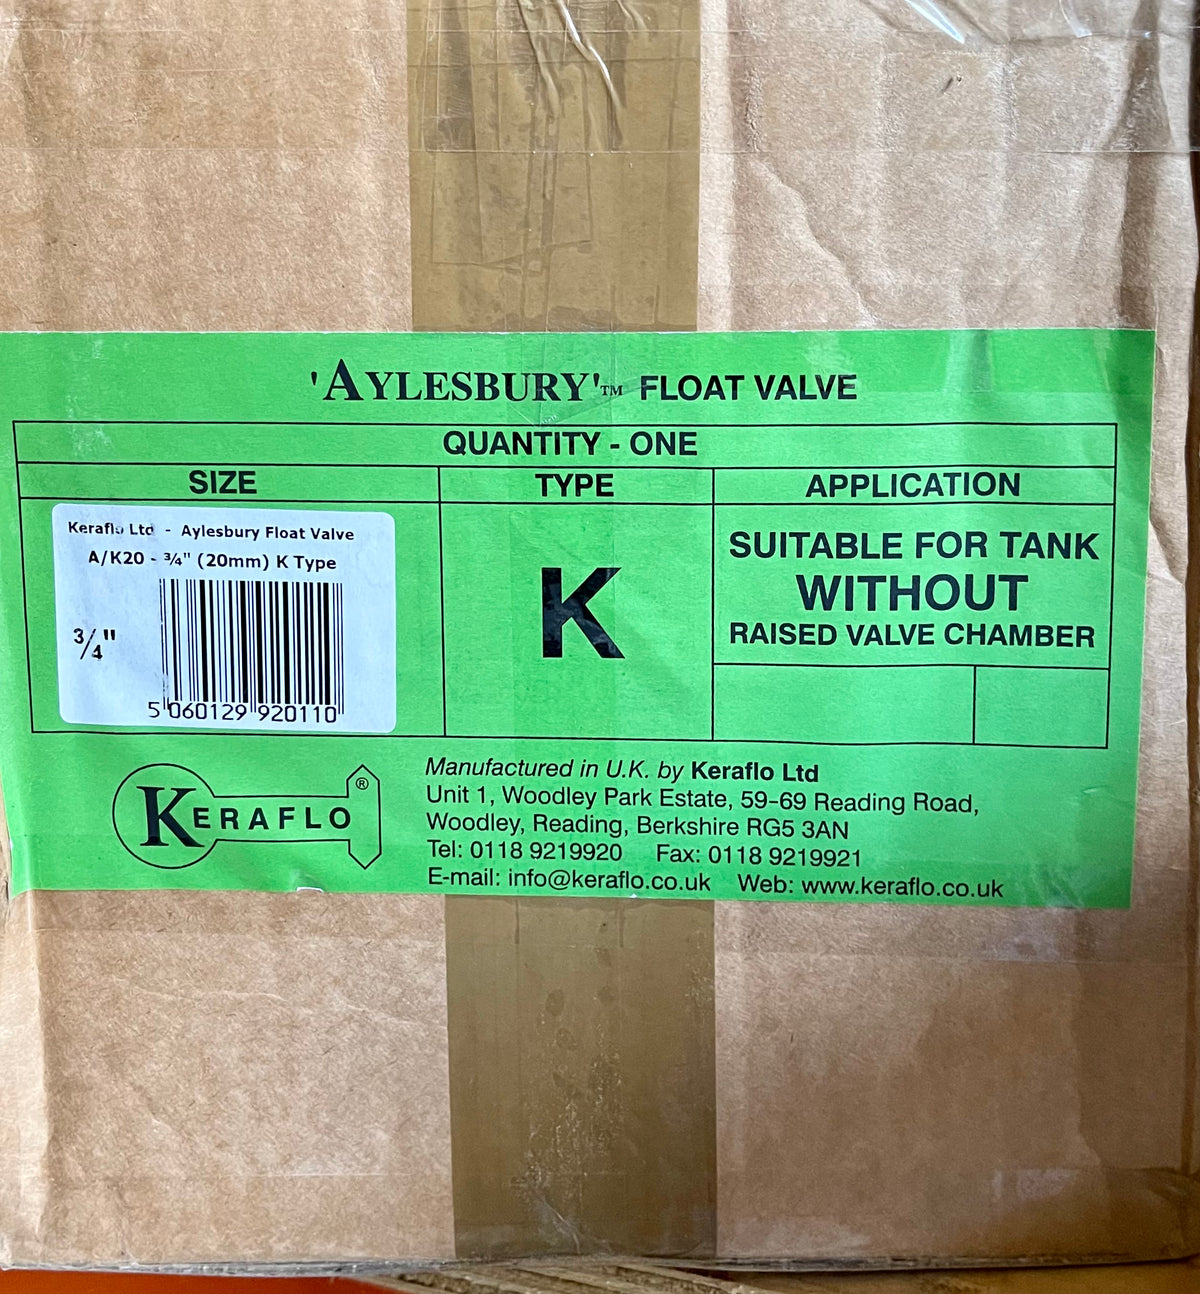 'AYLESBURY'™ FLOAT VALVE
QUANTITY - ONE
SIZE
TYPE
APPLICATION
Keraflo Ltd - Aylesbury Float Valve
A/K20 - ¾" (20mm) K Type
¾"
5 060129 920110
K
SUITABLE FOR TANK
WITHOUT
RAISED VALVE CHAMBER
KERAFLO ®
Manufactured in U.K. by Keraflo Ltd
Unit 1, Woodley Park Estate, 59-69 Reading Road,
Woodley, Reading, Berkshire RG5 3AN
Tel: 0118 9219920 Fax: 0118 9219921
E-mail: info@keraflo.co.uk Web: www.keraflo.co.uk